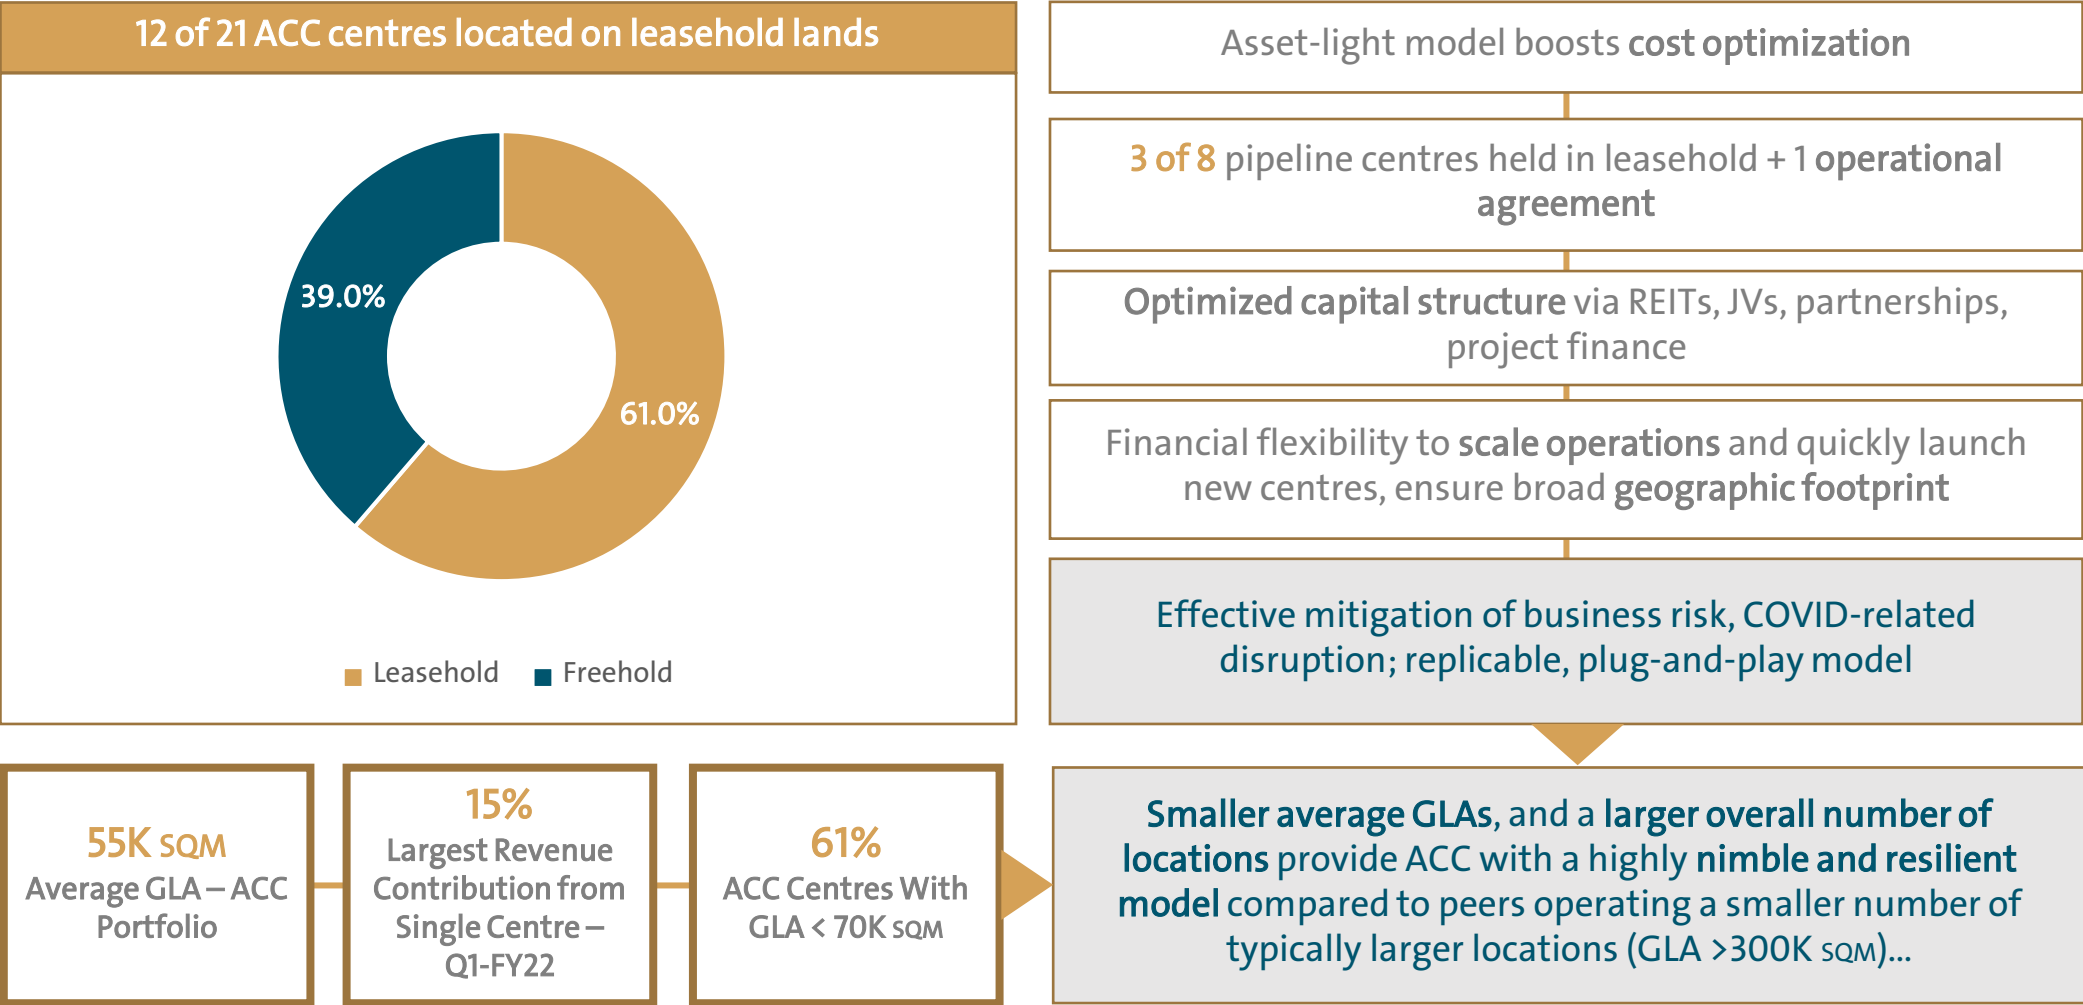 12 of 21 ACC centres located on leasehold lands
39.0%
61.0%
Leasehold
Freehold
Asset-light model boosts cost optimization
3 of 8 pipeline centres held in leasehold + 1 operational
agreement
Optimized capital structure via REITs, JVs, partnerships,
project finance
Financial flexibility to scale operations and quickly launch
new centres, ensure broad geographic footprint
Effective mitigation of business risk, COVID-related
disruption; replicable, plug-and-play model
55K SQM
Average GLA – ACC
Portfolio
15%
Largest Revenue
Contribution from
Single Centre –
Q1-FY22
61%
ACC Centres With
GLA < 70K SQM
Smaller average GLAs, and a larger overall number of
locations provide ACC with a highly nimble and resilient
model compared to peers operating a smaller number of
typically larger locations (GLA >300K SQM)...